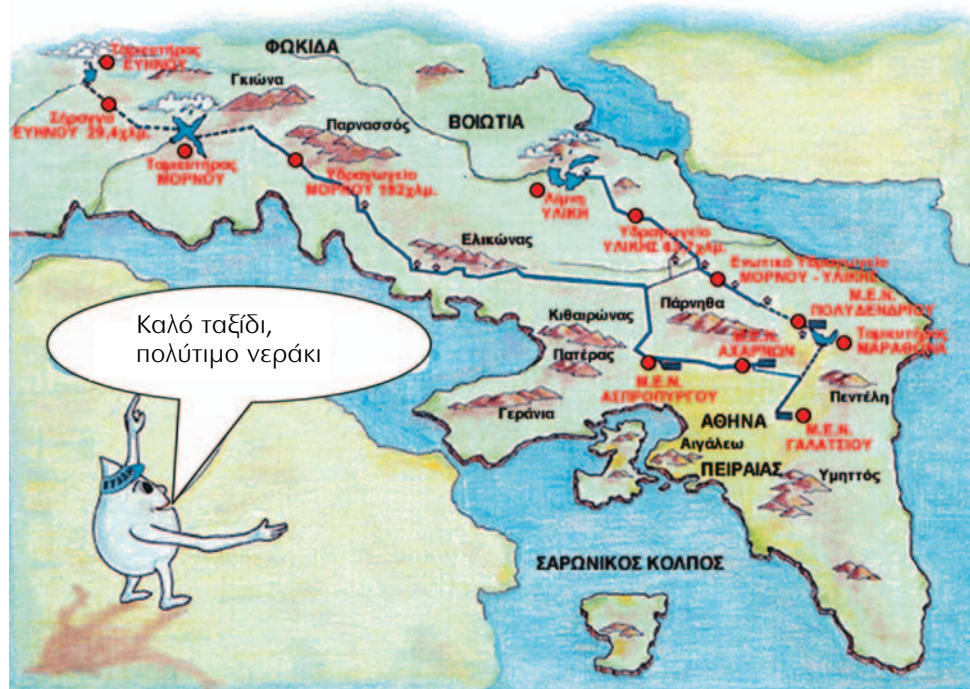 ΦΩΚΙΔΑ
Ταμιευτήρας
ΕΥΗΝΟΥ
Γκιώνα
Σήραγγα
ΕΥΗΝΟΥ 29,4χλμ.
Ταμιευτήρας
ΜΟΡΝΟΥ
Παρνασσός
Υδραγωγείο
ΜΟΡΝΟΥ 192χλμ.
ΒΟΙΩΤΙΑ
Λίμνη
ΥΛΙΚΗ
Υδραγωγείο
ΥΛΙΚΗΣ
Ελικώνας
Ενωτικό Υδραγωγείο
ΜΟΡΝΟΥ - ΥΛΙΚΗΣ
Μ.Ε.Ν.
ΠΟΛΥΔΕΝΔΡΙΟΥ
Ταμιευτήρας
ΜΑΡΑΘΩΝΑ
Πάρνηθα
Μ.Ε.Ν.
ΑΧΑΡΝΩΝ
Κιθαιρώνας
Πατέρας
Γεράνια
Μ.Ε.Ν.
ΑΣΠΡΟΠΥΡΓΟΥ
Πεντέλη
Μ.Ε.Ν.
ΓΑΛΑΤΣΙΟΥ
ΑΘΗΝΑ
Αιγάλεω
ΠΕΙΡΑΙΑΣ
Υμηττός
ΣΑΡΩΝΙΚΟΣ ΚΟΛΠΟΣ
Καλό ταξίδι,
πολύτιμο νεράκι
ΕΥΔΑΠ